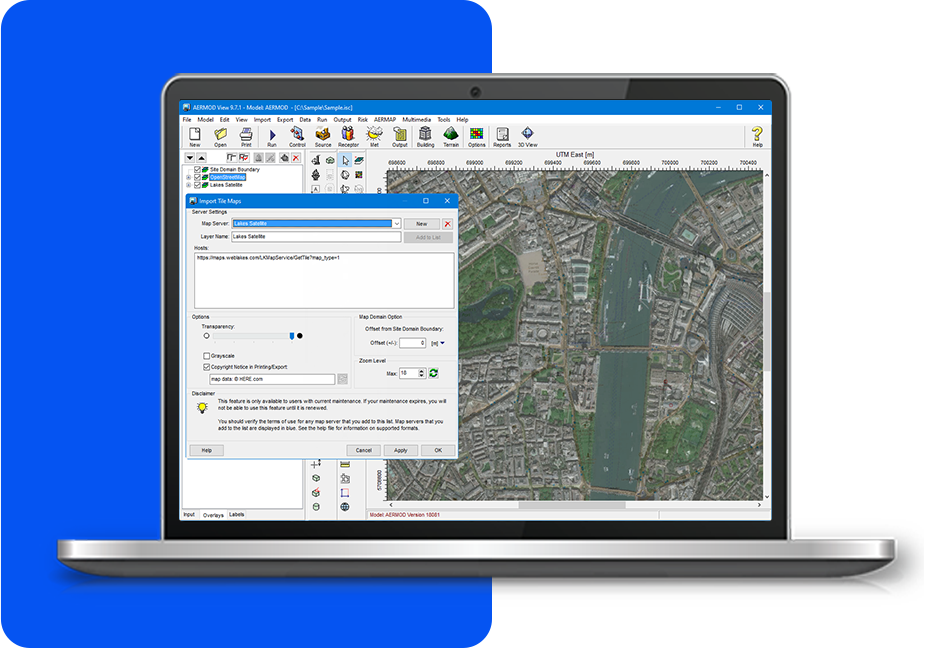 AERMOD View 9.7.1 - Model: AERMOD - [C:\Sample\Sample.isc]
File Model Edit View Import Export Data Run Output Risk AERMAP Multimedia Tools Help
New Open Print Run Control Source Receptor Met Output Building Terrain Options Reports 3D View Help
UTM East [m]
698600 698800 699000 699200 699400 699600 699800 700000 700200 700400
Site Domain Boundary
OpenStreetMap
Lakes Satellite
Import Tile Maps
Server Settings
Map Server: Lakes Satellite New
Layer Name: Lakes Satellite Add to List
Hosts:
https://maps.weblakes.com/LKMapService/GetTile?map_type=1
Options
Transparency:
Grayscale
Copyright Notice in Printing/Export:
map data: © HERE.com
Map Domain Option
Offset from Site Domain Boundary:
Offset (+/-): 0 [m]
Zoom Level
Max: 18
Disclaimer
This feature is only available to users with current maintenance. If your maintenance expires, you will
not be able to use this feature until it is renewed.
You should verify the terms of use for any map server that you add to this list. Map servers that you
add to the list are displayed in blue. See the help file for information on supported formats.
Help Cancel Apply OK
5708800
Input Overlays Labels
Model: AERMOD Version 18081